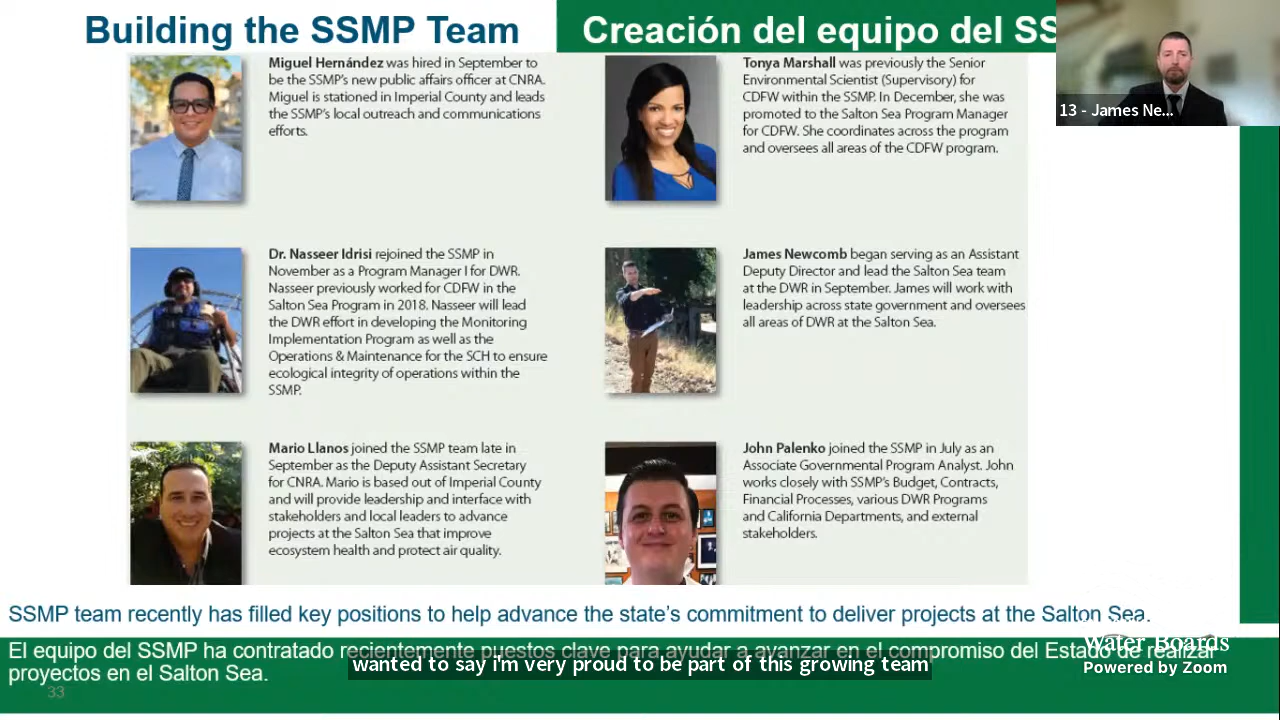 Building the SSMP Team
Creación del equipo del SS
13 - James Ne...
Miguel Hernández was hired in September to
be the SSMP's new public affairs officer at CNRA.
Miguel is stationed in Imperial County and leads
the SSMP's local outreach and communications
efforts.
Tonya Marshall was previously the Senior
Environmental Scientist (Supervisory) for
CDFW within the SSMP. In December, she was
promoted to the Salton Sea Program Manager
for CDFW. She coordinates across the program
and oversees all areas of the CDFW program.
Dr. Nasseer Idrisi rejoined the SSMP in
November as a Program Manager I for DWR.
Nasseer previously worked for CDFW in the
Salton Sea Program in 2018. Nasseer will lead
the DWR effort in developing the Monitoring
Implementation Program as well as the
Operations & Maintenance for the SCH to ensure
ecological integrity of operations within the
SSMP.
James Newcomb began serving as an Assistant
Deputy Director and lead the Salton Sea team
at the DWR in September. James will work with
leadership across state government and oversees
all areas of DWR at the Salton Sea.
Mario Llanos joined the SSMP team late in
September as the Deputy Assistant Secretary
for CNRA. Mario is based out of Imperial County
and will provide leadership and interface with
stakeholders and local leaders to advance
projects at the Salton Sea that improve
ecosystem health and protect air quality.
John Palenko joined the SSMP in July as an
Associate Governmental Program Analyst. John
works closely with SSMP's Budget, Contracts,
Financial Processes, various DWR Programs
and California Departments, and external
stakeholders.
SSMP team recently has filled key positions to help advance the state's commitment to deliver projects at the Salton Sea.
El equipo del SSMP ha contratado recientemente puestos clave para ayudar a avanzar en el compromiso del Estado de realizar
proyectos en el Salton Sea.
wanted to say i'm very proud to be part of this growing team
Water Boards
Powered by Zoom
33